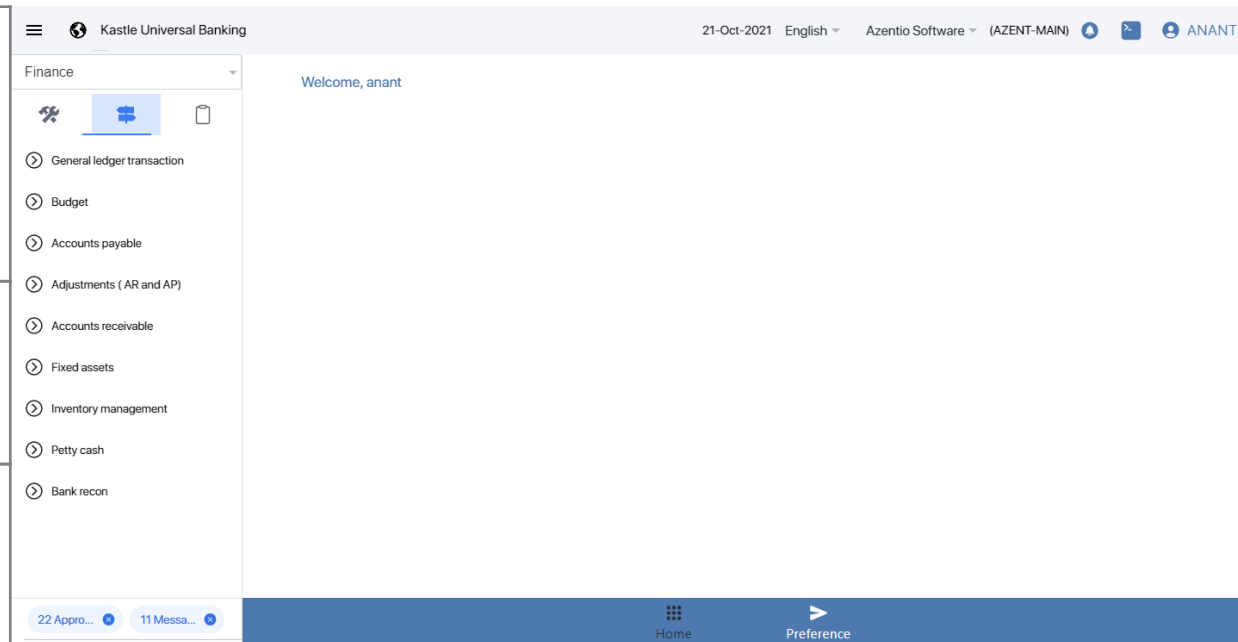 Kastle Universal Banking
21-Oct-2021 English Azentio Software (AZENT-MAIN) ANANT
Finance
Welcome, anant
General ledger transaction
Budget
Accounts payable
Adjustments ( AR and AP)
Accounts receivable
Fixed assets
Inventory management
Petty cash
Bank recon
22 Appro... 11 Messa...
Home
Preference